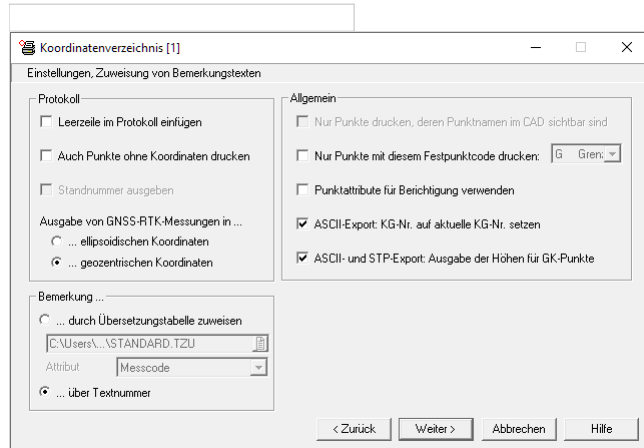 Koordinatenverzeichnis [1]
Einstellungen, Zuweisung von Bemerkungstexten
Protokoll
Leerzeile im Protokoll einfügen
Auch Punkte ohne Koordinaten drucken
Standnummer ausgeben
Ausgabe von GNSS-RTK-Messungen in ...
... ellipsoidischen Koordinaten
... geozentrischen Koordinaten
Bemerkung ...
... durch Übersetzungstabelle zuweisen
C:\Users\...\STANDARD.TZU
Attribut Messcode
... über Textnummer
Allgemein
Nur Punkte drucken, deren Punktnamen im CAD sichtbar sind
Nur Punkte mit diesem Festpunktcode drucken: G Gren:
Punktattribute für Berichtigung verwenden
ASCII-Export: KG-Nr. auf aktuelle KG-Nr. setzen
ASCII- und STP-Export: Ausgabe der Höhen für GK-Punkte
< Zurück Weiter > Abbrechen Hilfe